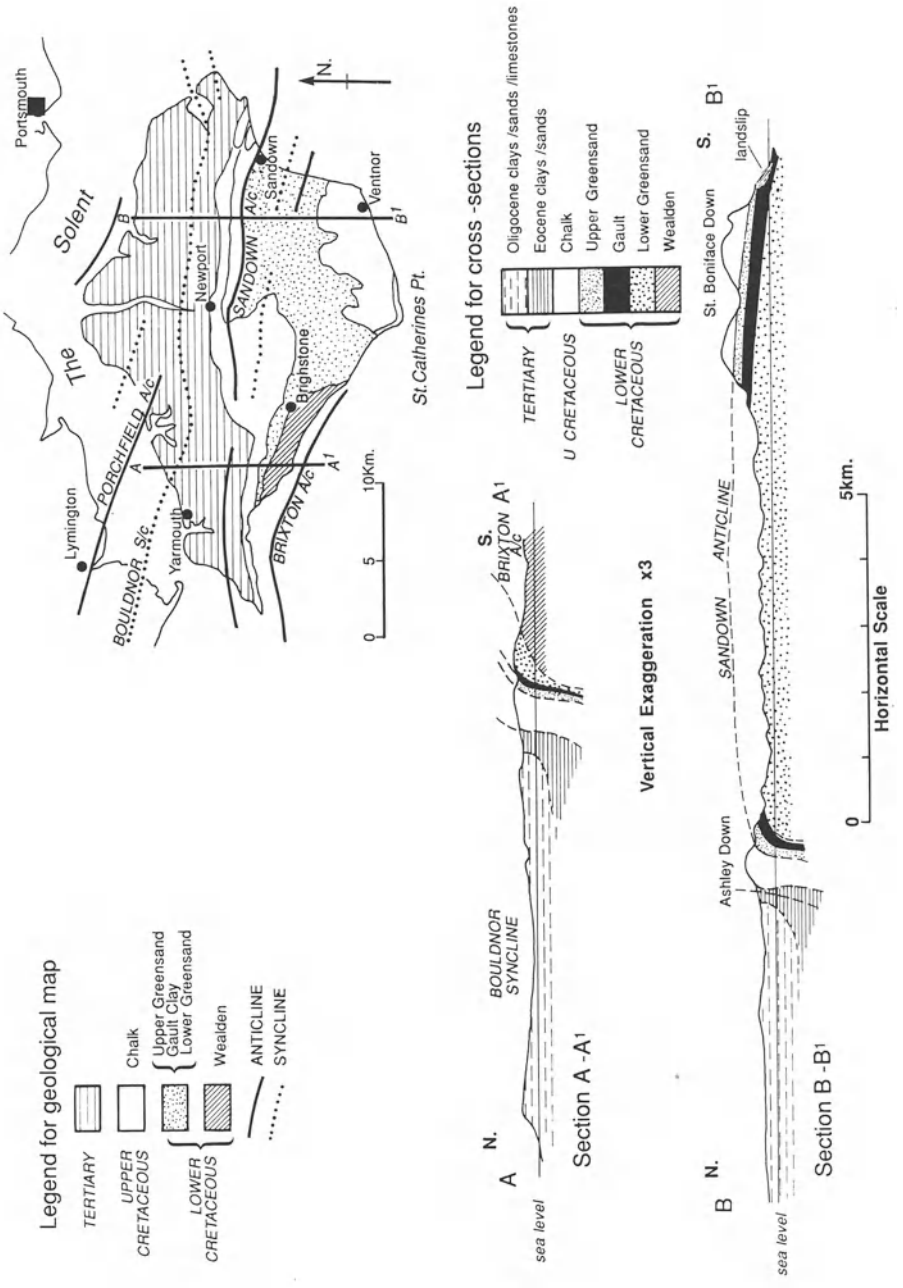 Legend for geological map
TERTIARY
UPPER
CRETACEOUS
Chalk
LOWER
CRETACEOUS
Upper Greensand
Gault Clay
Lower Greensand
Wealden
ANTICLINE
SYNCLINE
Portsmouth
Lymington
The Solent
PORCHFIELD A/c
BOULDNOR S/c
Yarmouth
A
B
Newport
SANDOWN A/c
Sandown
Brighstone
BRIXTON A/c
A1
Ventnor
B1
St.Catherines Pt.
N.
0 5 10Km.
Legend for cross-sections
TERTIARY
Oligocene clays/sands/limestones
Eocene clays/sands
U CRETACEOUS
Chalk
LOWER
CRETACEOUS
Upper Greensand
Gault
Lower Greensand
Wealden
N.
A
sea level
BOULDNOR
SYNCLINE
S.
BRIXTON A1
A/c
Section A-A1
Vertical Exaggeration x3
B N.
sea level
Ashley Down
SANDOWN ANTICLINE
St. Boniface Down
S. B1
landslip
Section B-B1
0 5km.
Horizontal Scale